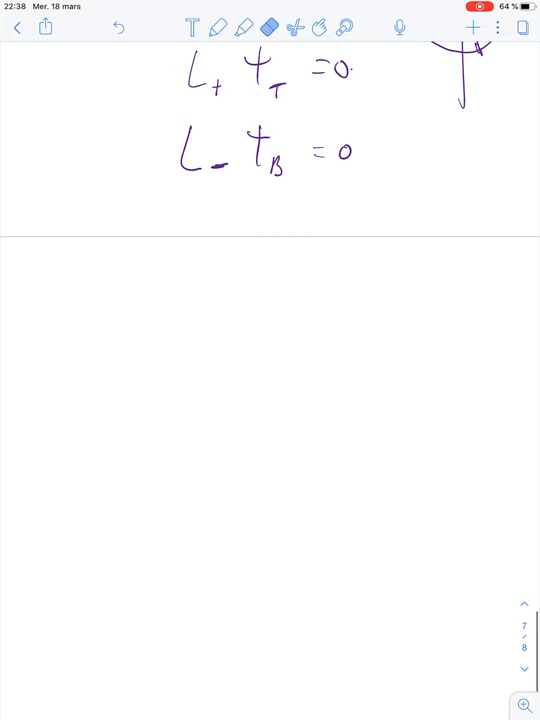 22:38 Mer. 18 mars 64 %
L₊ Ψ_T = 0.
L₋ Ψ_B = 0
7
/
8